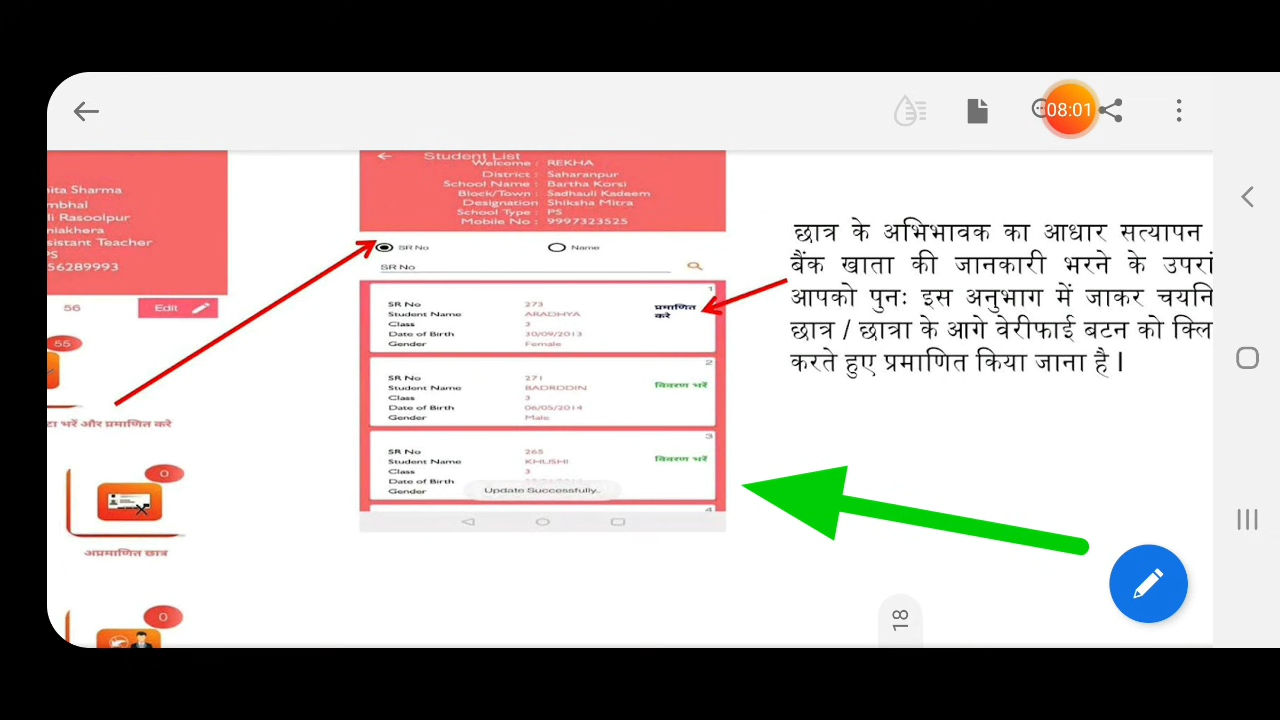 08:01
ita Sharma
mbhal
li Rasoolpur
niakhera
sistant Teacher
PS
56289993
56
Edit
55
टा भरें और प्रमाणित करे
0
अप्रमाणित छात्र
0
Student List
Welcome : REKHA
District : Saharanpur
School Name : Bartha Korsi
Block/Town : Sadhauli Kadeem
Designation : Shiksha Mitra
School Type : PS
Mobile No : 9997323525
SR No
Name
SR No
1
SR No 273
Student Name ARADHYA
Class 3
Date of Birth 30/09/2013
Gender Female
प्रमाणित
करे
2
SR No 271
Student Name BADRDDIN
Class 3
Date of Birth 06/05/2014
Gender Male
विवरण भरें
3
SR No 265
Student Name KHUSHI
Class 3
Date of Birth
Gender
विवरण भरें
Update Successfully..
4
छात्र के अभिभावक का आधार सत्यापन
बैंक खाता की जानकारी भरने के उपरां
आपको पुनः इस अनुभाग में जाकर चयनि
छात्र / छात्रा के आगे वेरीफाई बटन को क्लि
करते हुए प्रमाणित किया जाना है ।
18